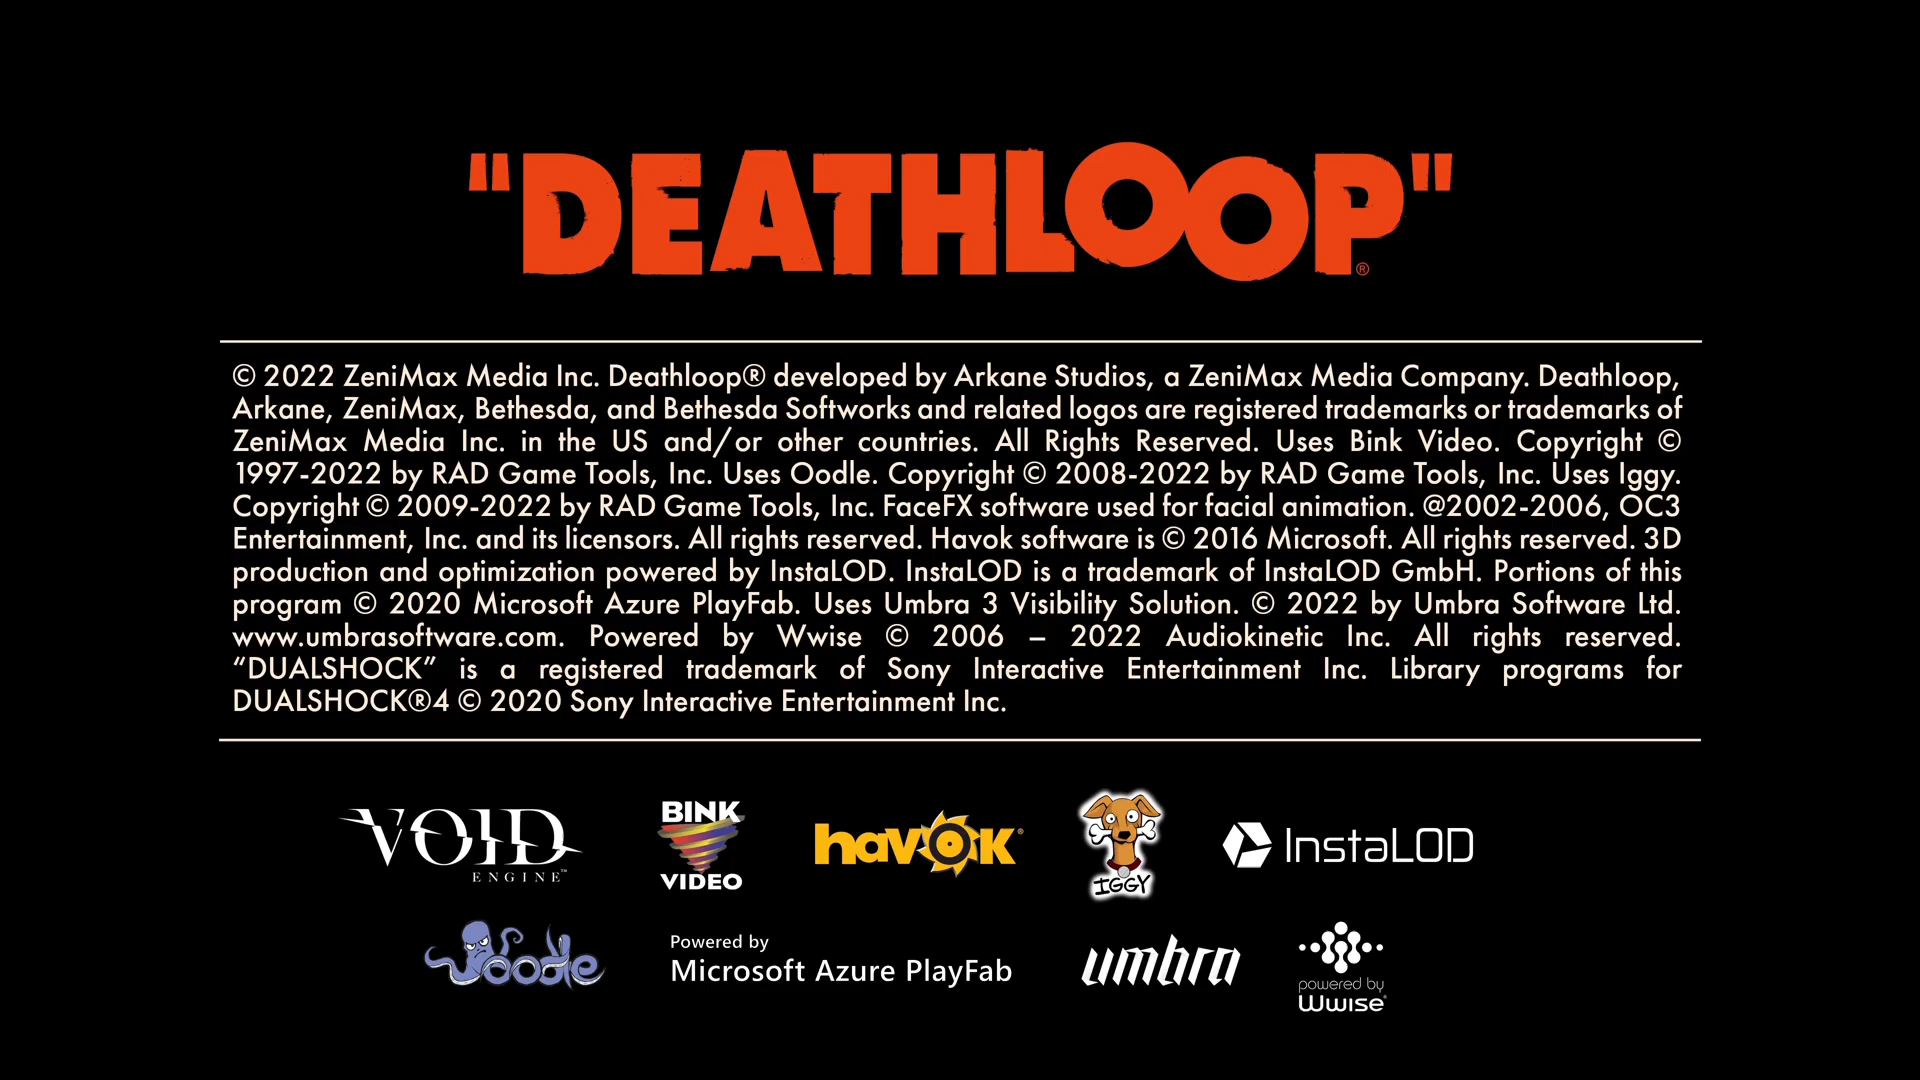 "DEATHLOOP"®
© 2022 ZeniMax Media Inc. Deathloop® developed by Arkane Studios, a ZeniMax Media Company. Deathloop,
Arkane, ZeniMax, Bethesda, and Bethesda Softworks and related logos are registered trademarks or trademarks of
ZeniMax Media Inc. in the US and/or other countries. All Rights Reserved. Uses Bink Video. Copyright ©
1997-2022 by RAD Game Tools, Inc. Uses Oodle. Copyright © 2008-2022 by RAD Game Tools, Inc. Uses Iggy.
Copyright © 2009-2022 by RAD Game Tools, Inc. FaceFX software used for facial animation. @2002-2006, OC3
Entertainment, Inc. and its licensors. All rights reserved. Havok software is © 2016 Microsoft. All rights reserved. 3D
production and optimization powered by InstaLOD. InstaLOD is a trademark of InstaLOD GmbH. Portions of this
program © 2020 Microsoft Azure PlayFab. Uses Umbra 3 Visibility Solution. © 2022 by Umbra Software Ltd.
www.umbrasoftware.com. Powered by Wwise © 2006 – 2022 Audiokinetic Inc. All rights reserved.
“DUALSHOCK” is a registered trademark of Sony Interactive Entertainment Inc. Library programs for
DUALSHOCK®4 © 2020 Sony Interactive Entertainment Inc.
VOID
ENGINE™
BINK
VIDEO
havok®
IGGY
InstaLOD
oodle
Powered by
Microsoft Azure PlayFab
umbra
powered by
wwise®